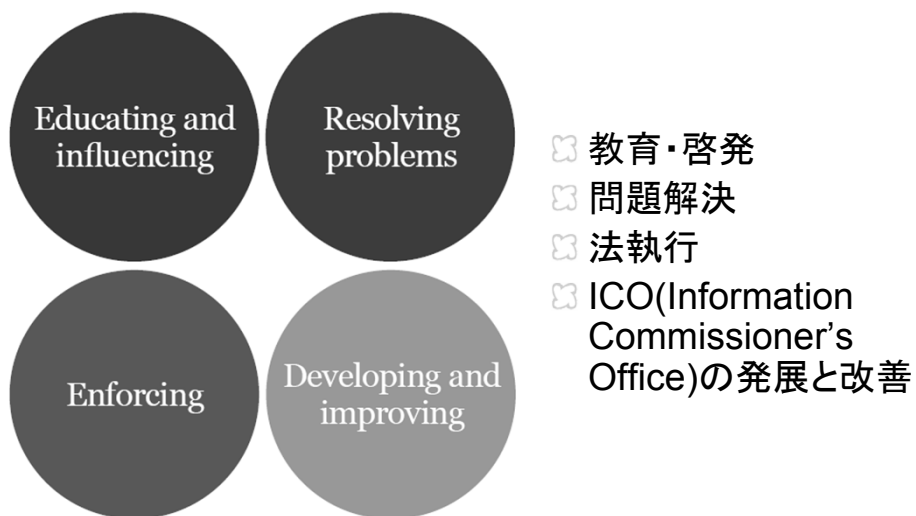 Educating and
influencing
Resolving
problems
Enforcing
Developing and
improving
教育・啓発
問題解決
法執行
ICO(Information
Commissioner's
Office)の発展と改善